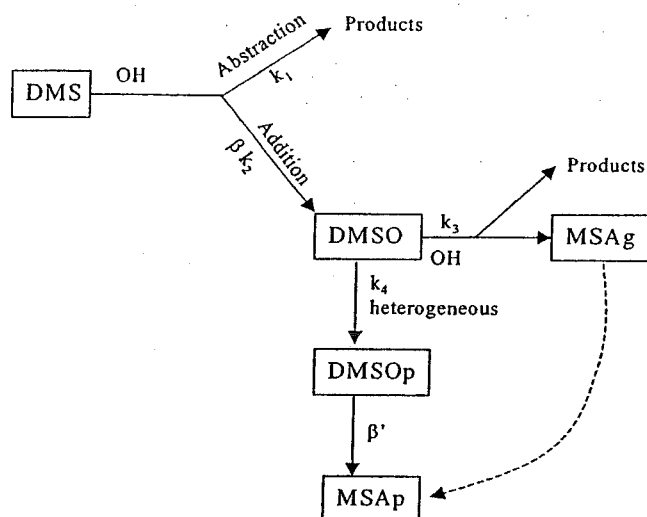 Products
Abstraction
k₁
OH
DMS
Addition
β k₂
Products
DMSO
k₃
OH
MSAg
k₄
heterogeneous
DMSOp
β'
MSAp